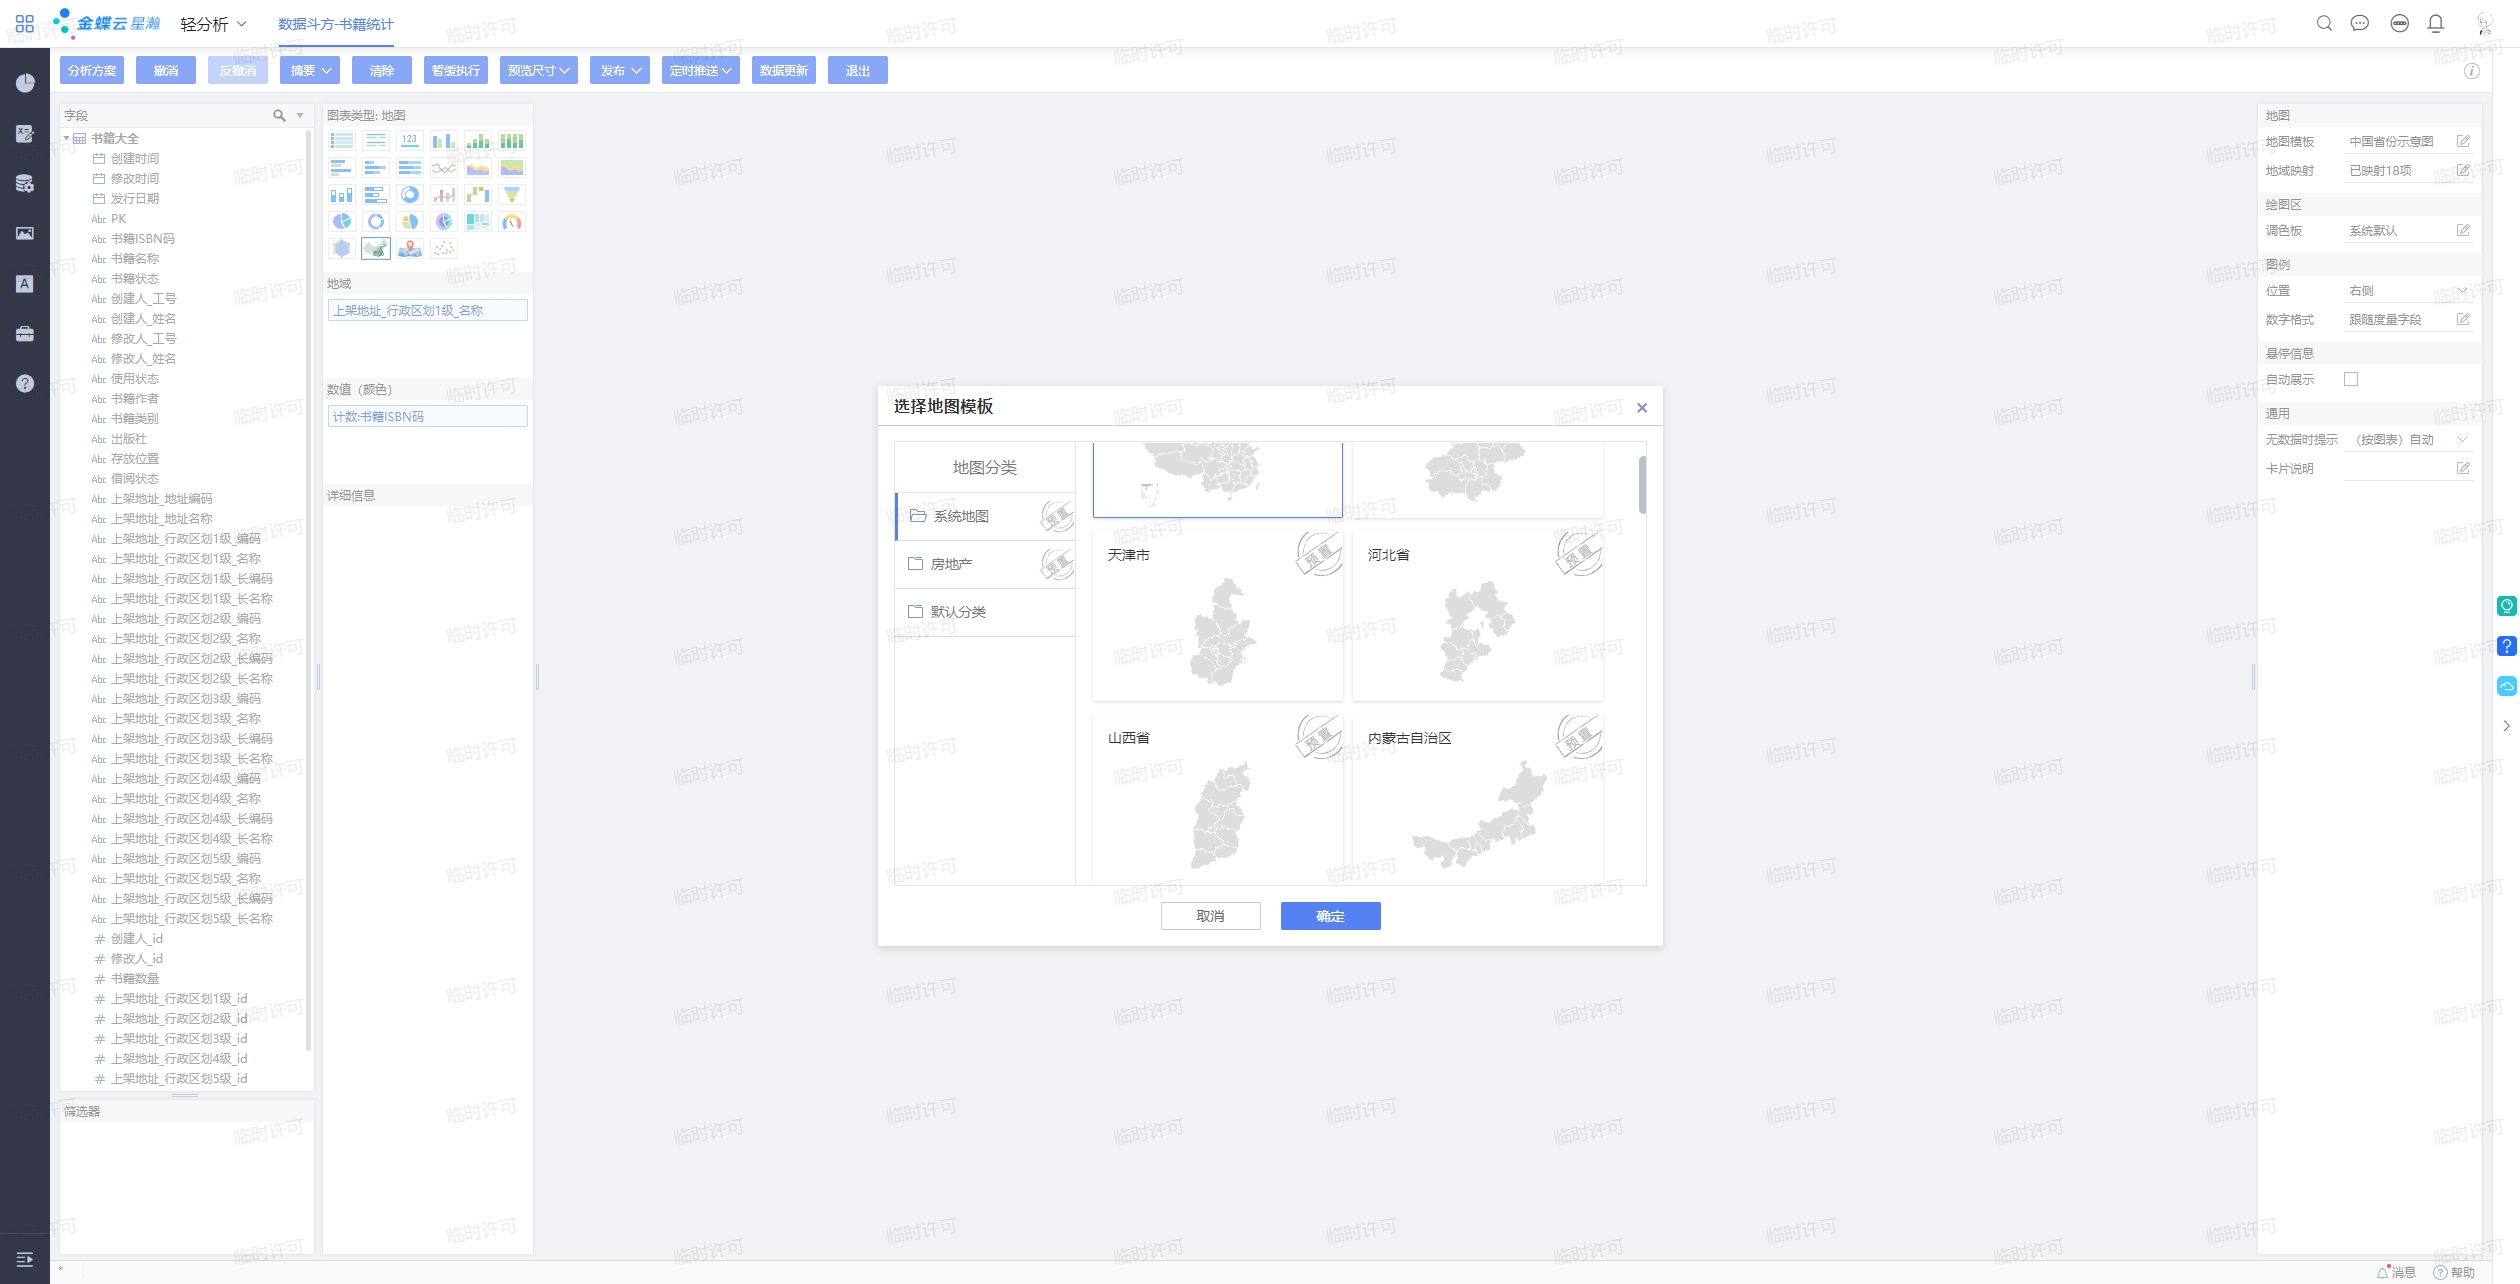 金蝶云 星瀚
轻分析
数据斗方-书籍统计
分析方案
撤消
反撤消
摘要
清除
暂缓执行
预览尺寸
发布
定时推送
数据更新
退出
字段
书籍大全
创建时间
修改时间
发行日期
Abc PK
Abc 书籍ISBN码
Abc 书籍名称
Abc 书籍状态
Abc 创建人_工号
Abc 创建人_姓名
Abc 修改人_工号
Abc 修改人_姓名
Abc 使用状态
Abc 书籍作者
Abc 书籍类别
Abc 出版社
Abc 存放位置
Abc 借阅状态
Abc 上架地址_地址编码
Abc 上架地址_地址名称
Abc 上架地址_行政区划1级_编码
Abc 上架地址_行政区划1级_名称
Abc 上架地址_行政区划1级_长编码
Abc 上架地址_行政区划1级_长名称
Abc 上架地址_行政区划2级_编码
Abc 上架地址_行政区划2级_名称
Abc 上架地址_行政区划2级_长编码
Abc 上架地址_行政区划2级_长名称
Abc 上架地址_行政区划3级_编码
Abc 上架地址_行政区划3级_名称
Abc 上架地址_行政区划3级_长编码
Abc 上架地址_行政区划3级_长名称
Abc 上架地址_行政区划4级_编码
Abc 上架地址_行政区划4级_名称
Abc 上架地址_行政区划4级_长编码
Abc 上架地址_行政区划4级_长名称
Abc 上架地址_行政区划5级_编码
Abc 上架地址_行政区划5级_名称
Abc 上架地址_行政区划5级_长编码
Abc 上架地址_行政区划5级_长名称
# 创建人_id
# 修改人_id
# 书籍数量
# 上架地址_行政区划1级_id
# 上架地址_行政区划2级_id
# 上架地址_行政区划3级_id
# 上架地址_行政区划4级_id
# 上架地址_行政区划5级_id
筛选器
图表类型: 地图
123
地域
上架地址_行政区划1级_名称
数值（颜色）
计数:书籍ISBN码
详细信息
选择地图模板
地图分类
系统地图
预置
房地产
预置
默认分类
天津市
预置
河北省
预置
山西省
预置
内蒙古自治区
预置
取消
确定
地图
地图模板 中国省份示意图
地域映射 已映射18项
绘图区
调色板 系统默认
图例
位置 右侧
数字格式 跟随度量字段
悬停信息
自动展示
通用
无数据时提示 （按图表）自动
卡片说明
*
消息
帮助
临时许可